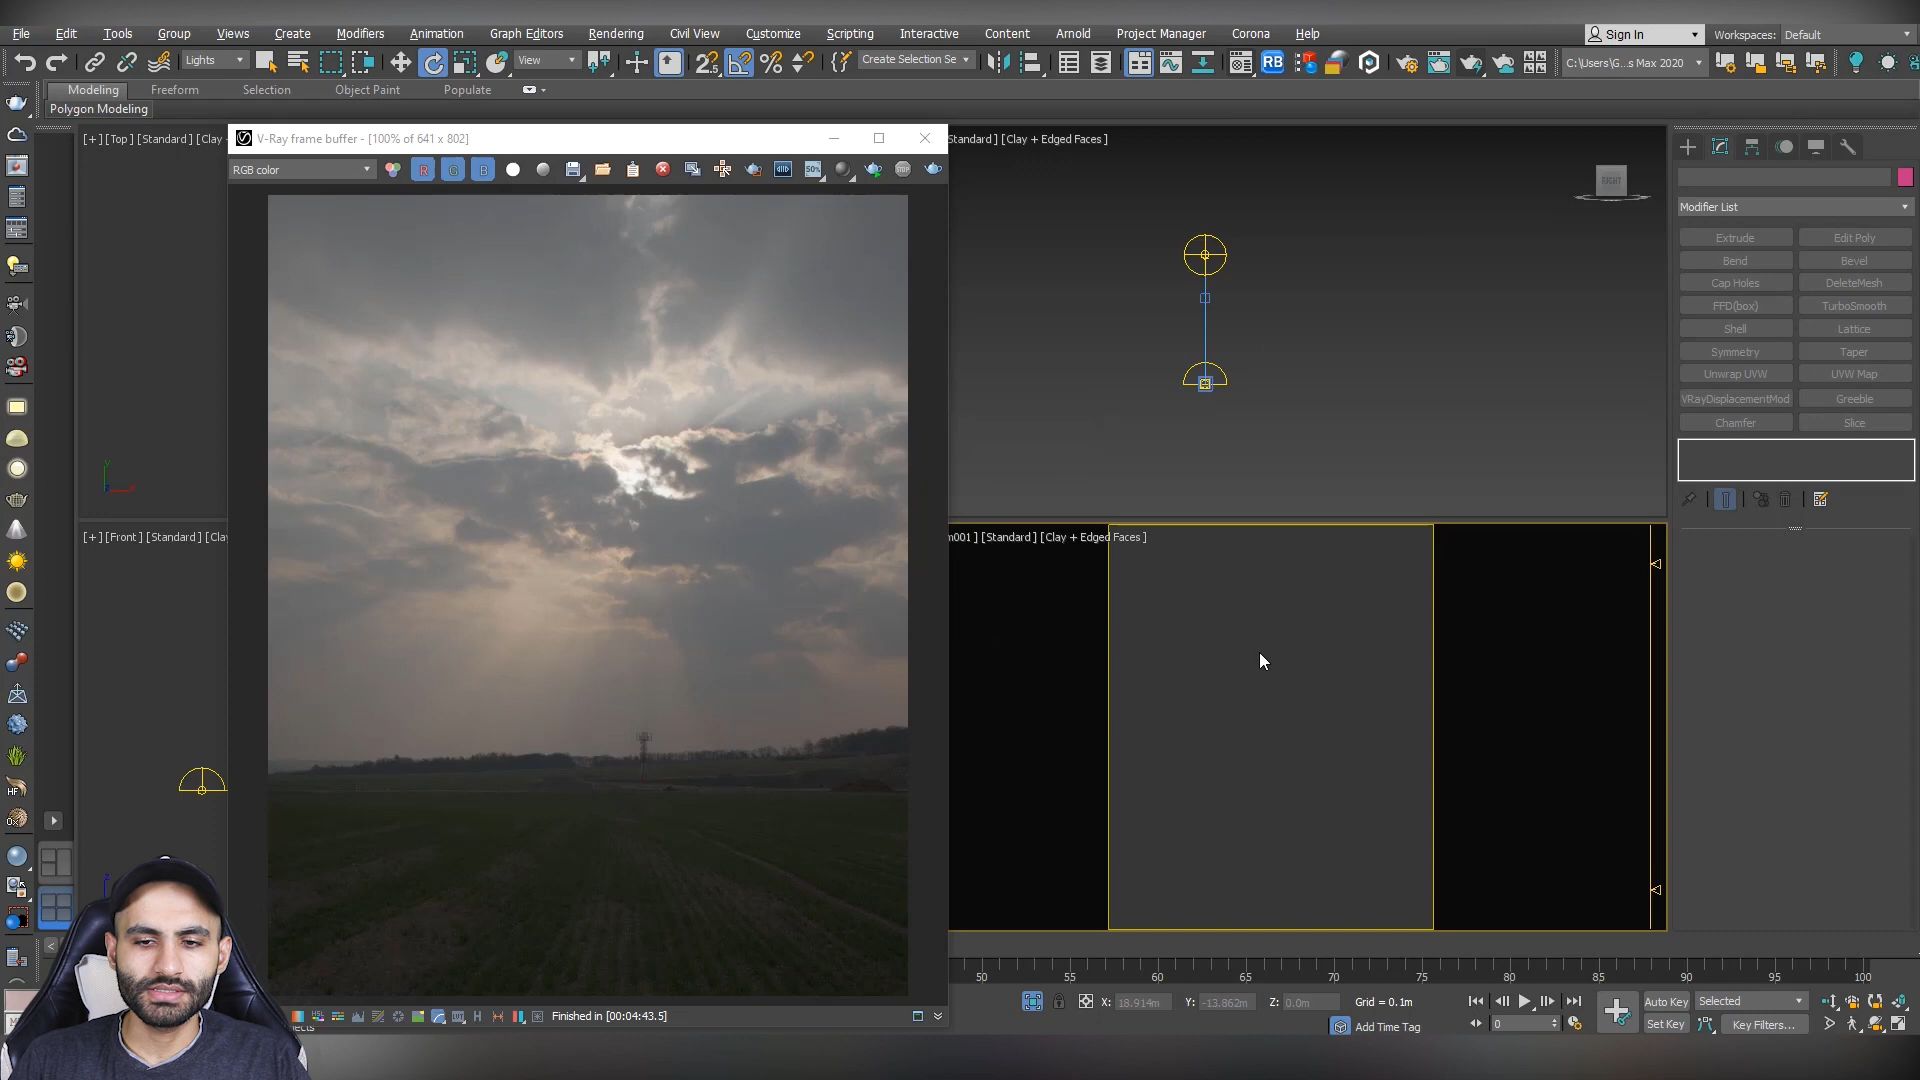 File Edit Tools Group Views Create Modifiers Animation Graph Editors Rendering Civil View Customize Scripting Interactive Content Arnold Project Manager Corona Help Sign In Workspaces: Default
Lights View Create Selection Se RB C:\Users\G...s Max 2020
Modeling Freeform Selection Object Paint Populate
Polygon Modeling
[+] [Top] [Standard] [Clay
V-Ray frame buffer - [100% of 641 x 802]
Standard] [Clay + Edged Faces]
RGB color R G B 50% STOP
RIGHT
Modifier List
Extrude Edit Poly
Bend Bevel
Cap Holes DeleteMesh
FFD(box) TurboSmooth
Shell Lattice
Symmetry Taper
Unwrap UVW UVW Map
VRayDisplacementMod Greeble
Chamfer Slice
[+] [Front] [Standard] [Clay
n001] [Standard] [Clay + Edged Faces]
HF
50 55 60 65 70 75 80 85 90 95 100
X: 18.914m Y: -13.862m Z: 0.0m Grid = 0.1m
Auto Key Selected
Finished in [00:04:43.5]
Add Time Tag
0
Set Key Key Filters...